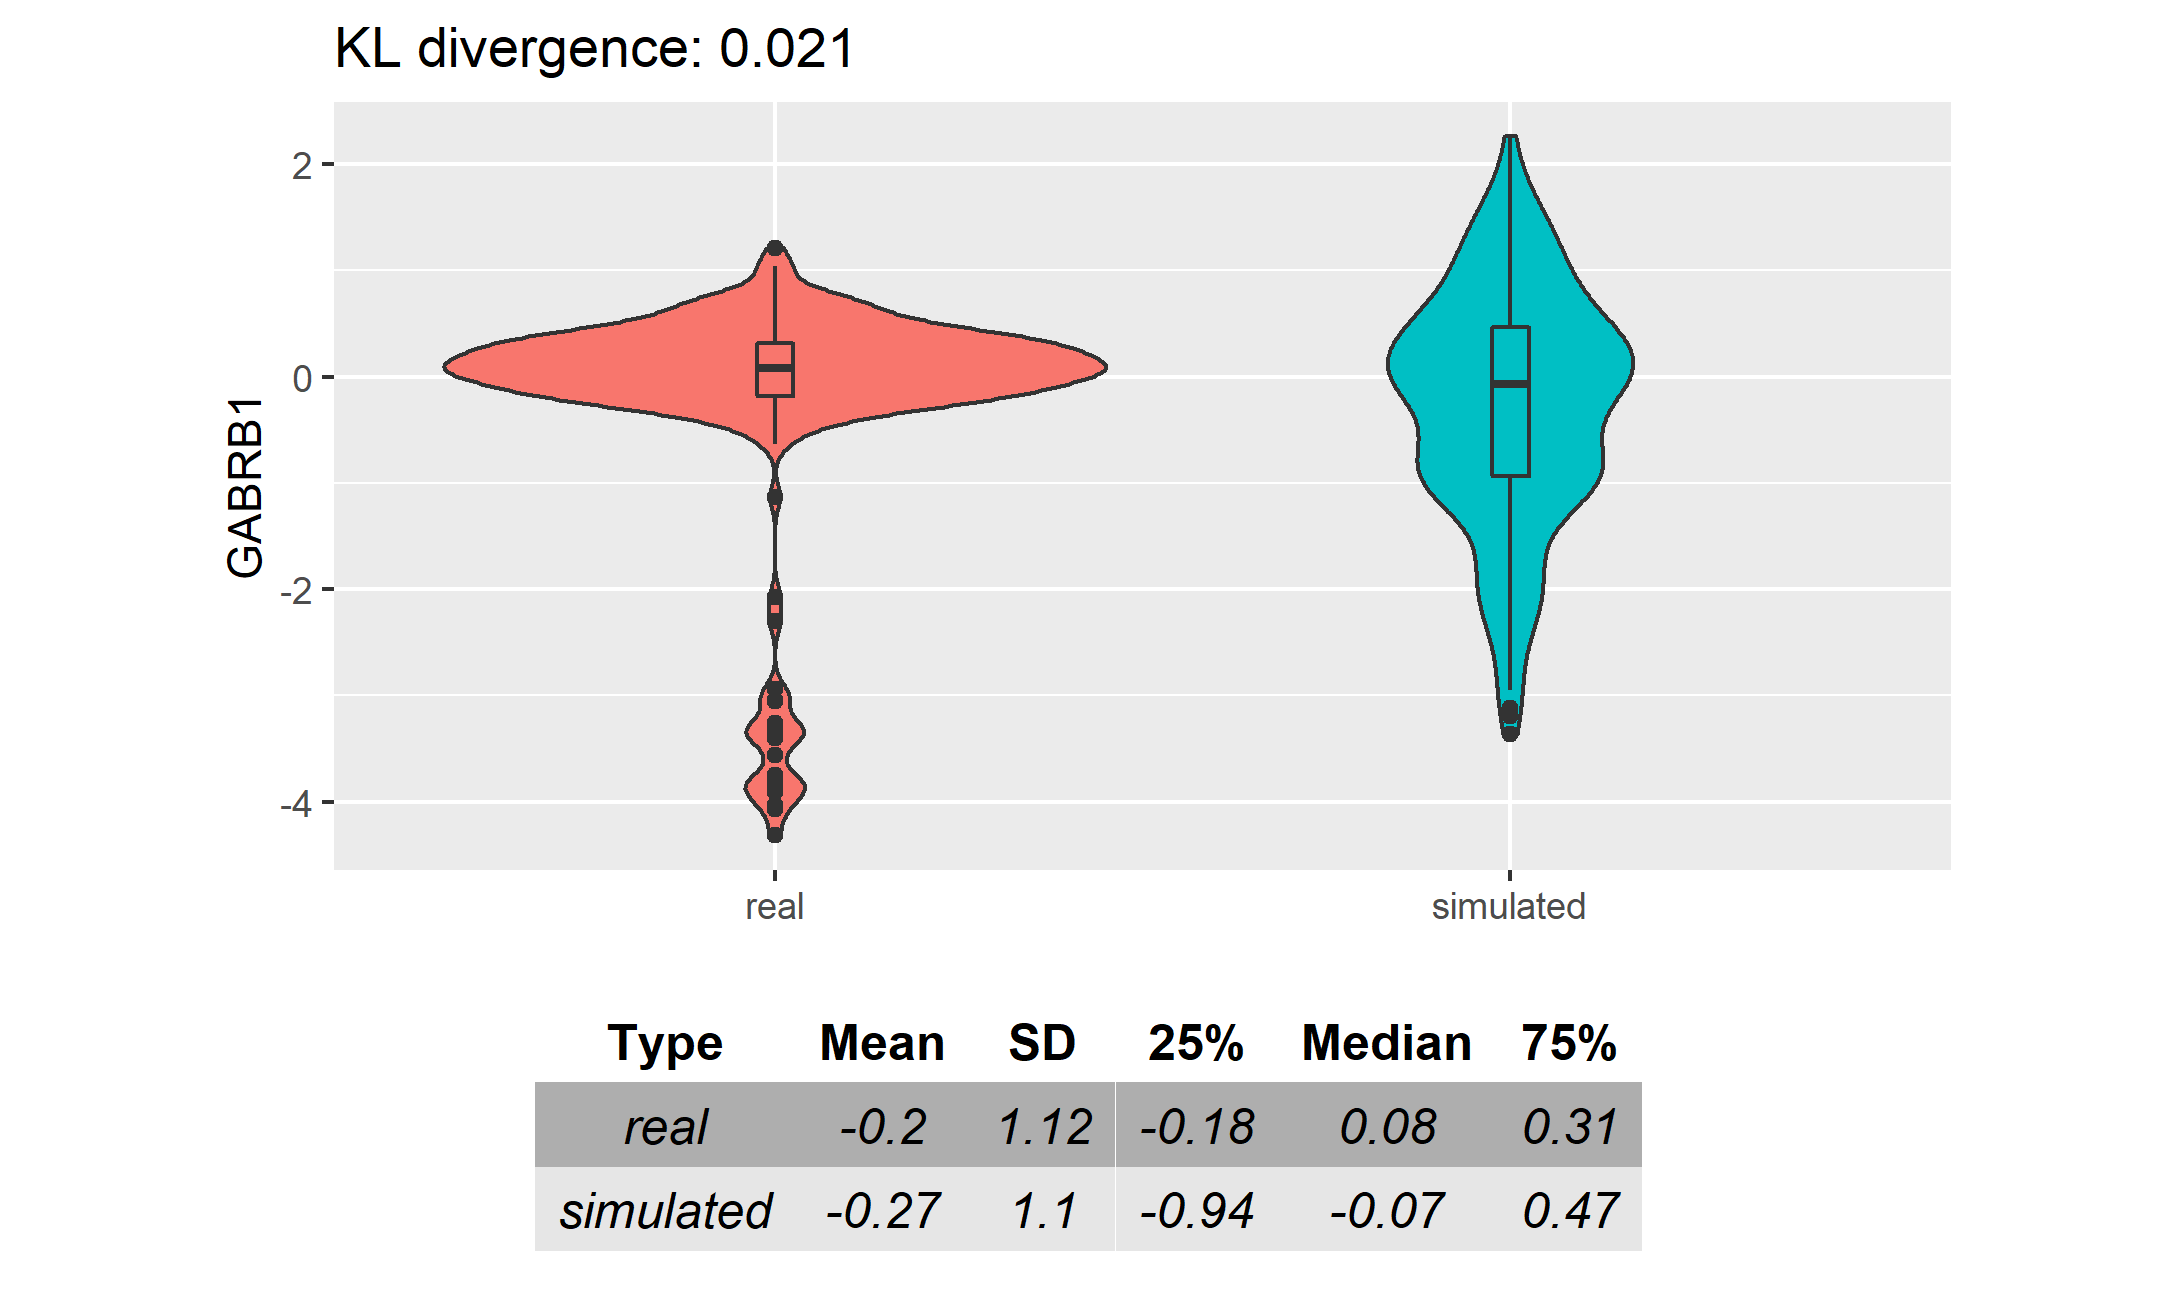 KL divergence: 0.021
GABRB1
2
0
-2
-4
real simulated
Type Mean SD 25% Median 75%
real -0.2 1.12 -0.18 0.08 0.31
simulated -0.27 1.1 -0.94 -0.07 0.47